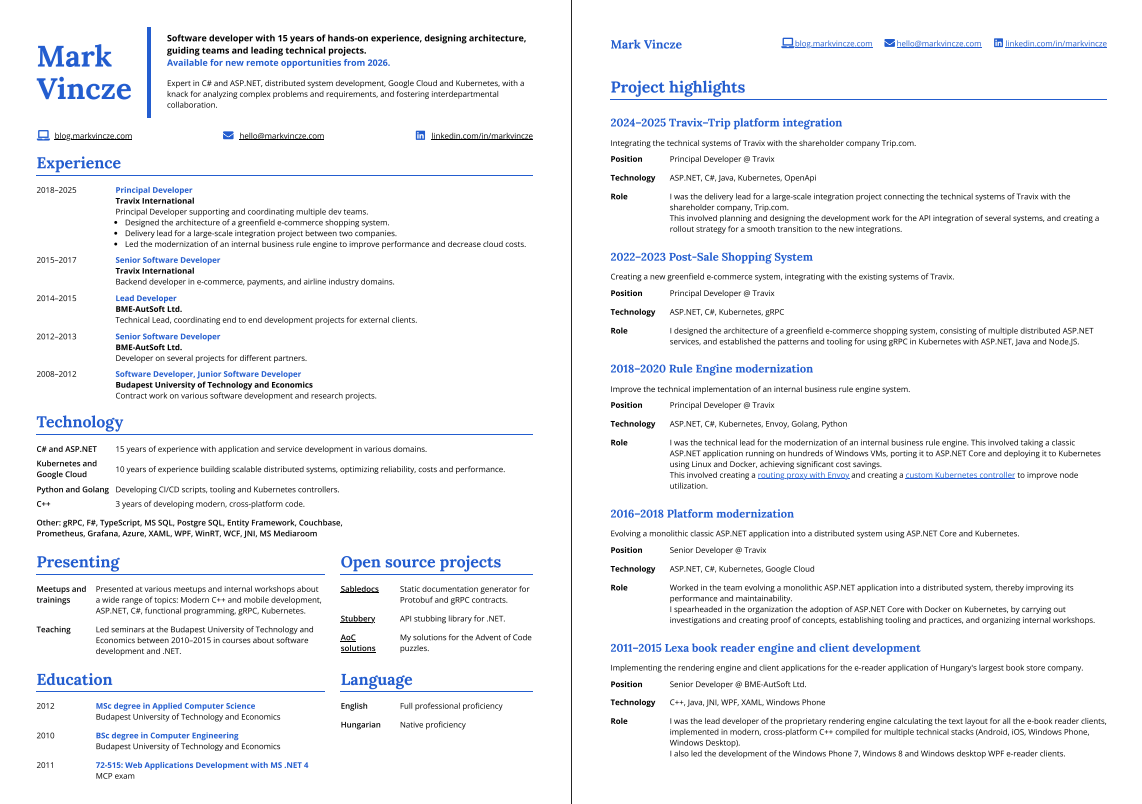 Mark
Vincze
Software developer with 15 years of hands-on experience, designing architecture,
guiding teams and leading technical projects.
Available for new remote opportunities from 2026.
Expert in C# and ASP.NET, distributed system development, Google Cloud and Kubernetes, with a
knack for analyzing complex problems and requirements, and fostering interdepartmental
collaboration.
blog.markvincze.com hello@markvincze.com linkedin.com/in/markvincze
Experience
2018–2025 Principal Developer
Travix International
Principal Developer supporting and coordinating multiple dev teams.
• Designed the architecture of a greenfield e-commerce shopping system.
• Delivery lead for a large-scale integration project between two companies.
• Led the modernization of an internal business rule engine to improve performance and decrease cloud costs.
2015–2017 Senior Software Developer
Travix International
Backend developer in e-commerce, payments, and airline industry domains.
2014–2015 Lead Developer
BME-AutSoft Ltd.
Technical Lead, coordinating end to end development projects for external clients.
2012–2013 Senior Software Developer
BME-AutSoft Ltd.
Developer on several projects for different partners.
2008–2012 Software Developer, Junior Software Developer
Budapest University of Technology and Economics
Contract work on various software development and research projects.
Technology
C# and ASP.NET 15 years of experience with application and service development in various domains.
Kubernetes and
Google Cloud 10 years of experience building scalable distributed systems, optimizing reliability, costs and performance.
Python and Golang Developing CI/CD scripts, tooling and Kubernetes controllers.
C++ 3 years of developing modern, cross-platform code.
Other: gRPC, F#, TypeScript, MS SQL, Postgre SQL, Entity Framework, Couchbase,
Prometheus, Grafana, Azure, XAML, WPF, WinRT, WCF, JNI, MS Mediaroom
Presenting
Meetups and trainings Presented at various meetups and internal workshops about
a wide range of topics: Modern C++ and mobile development,
ASP.NET, C#, functional programming, gRPC, Kubernetes.
Teaching Led seminars at the Budapest University of Technology and
Economics between 2010–2015 in courses about software
development and .NET.
Open source projects
Sabledocs Static documentation generator for
Protobuf and gRPC contracts.
Stubbery API stubbing library for .NET.
AoC solutions My solutions for the Advent of Code
puzzles.
Education
2012 MSc degree in Applied Computer Science
Budapest University of Technology and Economics
2010 BSc degree in Computer Engineering
Budapest University of Technology and Economics
2011 72-515: Web Applications Development with MS .NET 4
MCP exam
Language
English Full professional proficiency
Hungarian Native proficiency
Mark Vincze blog.markvincze.com hello@markvincze.com linkedin.com/in/markvincze
Project highlights
2024–2025 Travix–Trip platform integration
Integrating the technical systems of Travix with the shareholder company Trip.com.
Position Principal Developer @ Travix
Technology ASP.NET, C#, Java, Kubernetes, OpenApi
Role I was the delivery lead for a large-scale integration project connecting the technical systems of Travix with the
shareholder company, Trip.com.
This involved planning and designing the development work for the API integration of several systems, and creating a
rollout strategy for a smooth transition to the new integrations.
2022–2023 Post-Sale Shopping System
Creating a new greenfield e-commerce system, integrating with the existing systems of Travix.
Position Principal Developer @ Travix
Technology ASP.NET, C#, Kubernetes, gRPC
Role I designed the architecture of a greenfield e-commerce shopping system, consisting of multiple distributed ASP.NET
services, and established the patterns and tooling for using gRPC in Kubernetes with ASP.NET, Java and Node.JS.
2018–2020 Rule Engine modernization
Improve the technical implementation of an internal business rule engine system.
Position Principal Developer @ Travix
Technology ASP.NET, C#, Kubernetes, Envoy, Golang, Python
Role I was the technical lead for the modernization of an internal business rule engine. This involved taking a classic
ASP.NET application running on hundreds of Windows VMs, porting it to ASP.NET Core and deploying it to Kubernetes
using Linux and Docker, achieving significant cost savings.
This involved creating a routing proxy with Envoy and creating a custom Kubernetes controller to improve node
utilization.
2016–2018 Platform modernization
Evolving a monolithic classic ASP.NET application into a distributed system using ASP.NET Core and Kubernetes.
Position Senior Developer @ Travix
Technology ASP.NET, C#, Kubernetes, Google Cloud
Role Worked in the team evolving a monolithic ASP.NET application into a distributed system, thereby improving its
performance and maintainability.
I spearheaded in the organization the adoption of ASP.NET Core with Docker on Kubernetes, by carrying out
investigations and creating proof of concepts, establishing tooling and practices, and organizing internal workshops.
2011–2015 Lexa book reader engine and client development
Implementing the rendering engine and client applications for the e-reader application of Hungary's largest book store company.
Position Senior Developer @ BME-AutSoft Ltd.
Technology C++, Java, JNI, WPF, XAML, Windows Phone
Role I was the lead developer of the proprietary rendering engine calculating the text layout for all the e-book reader clients,
implemented in modern, cross-platform C++ compiled for multiple technical stacks (Android, iOS, Windows Phone,
Windows Desktop).
I also led the development of the Windows Phone 7, Windows 8 and Windows desktop WPF e-reader clients.